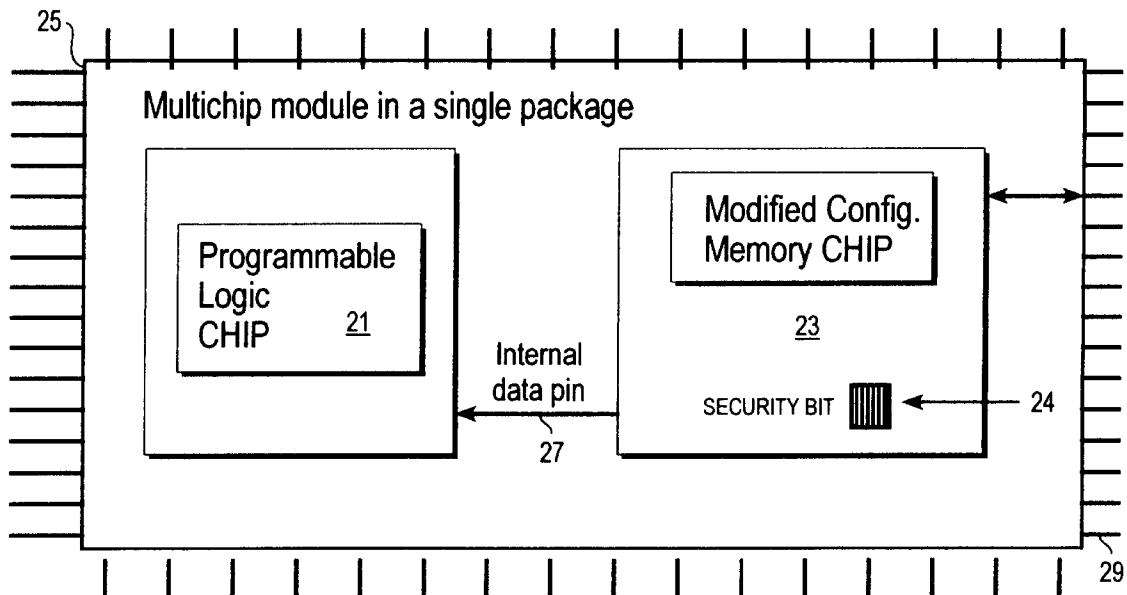 25
Multichip module in a single package
Programmable
Logic
CHIP 21
Internal
data pin
27
Modified Config.
Memory CHIP
23
SECURITY BIT
24
29